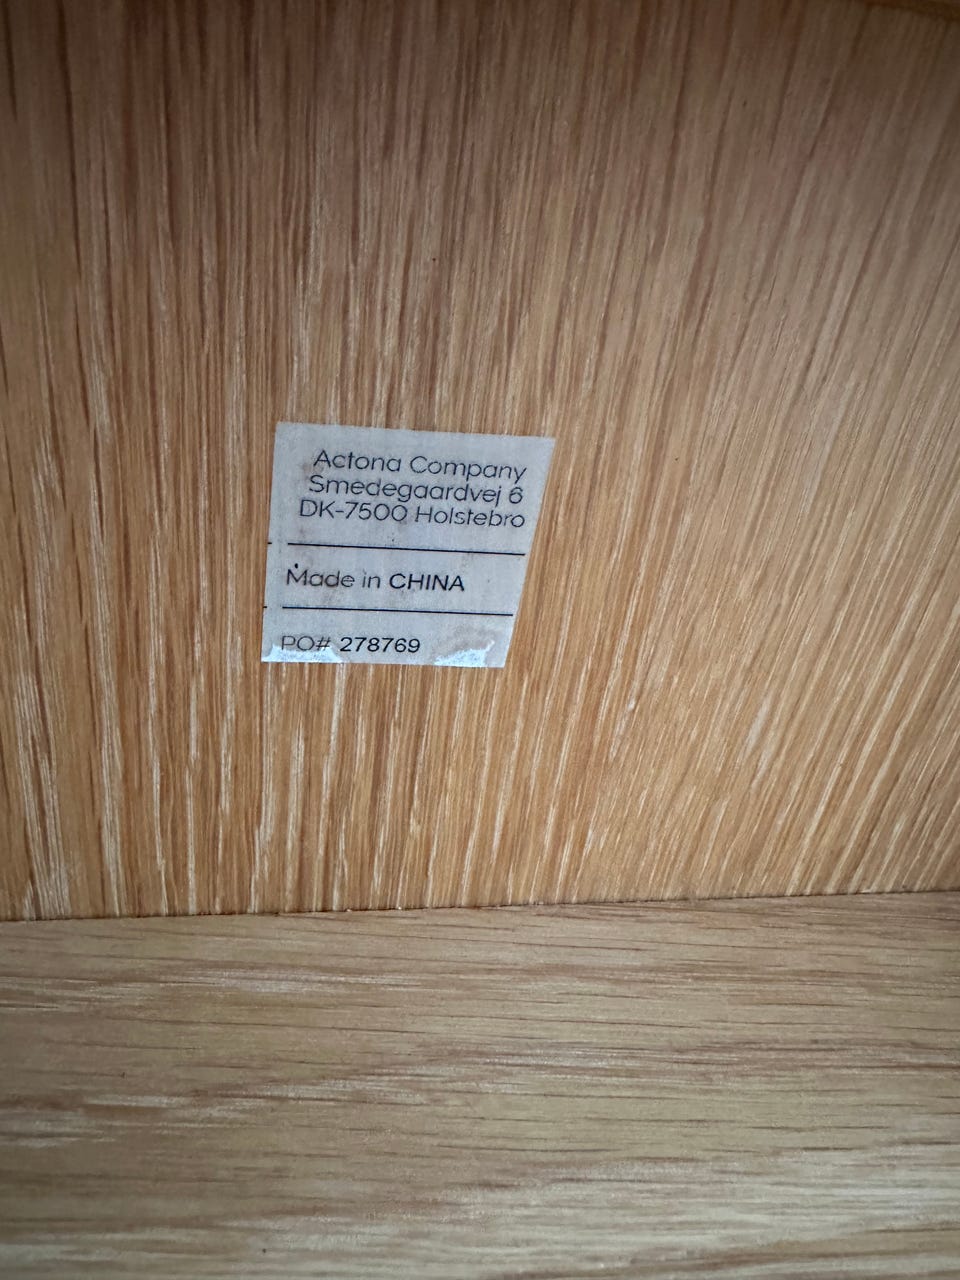 Actona Company
Smedegaardvej 6
DK-7500 Holstebro
Made in CHINA
PO# 278769